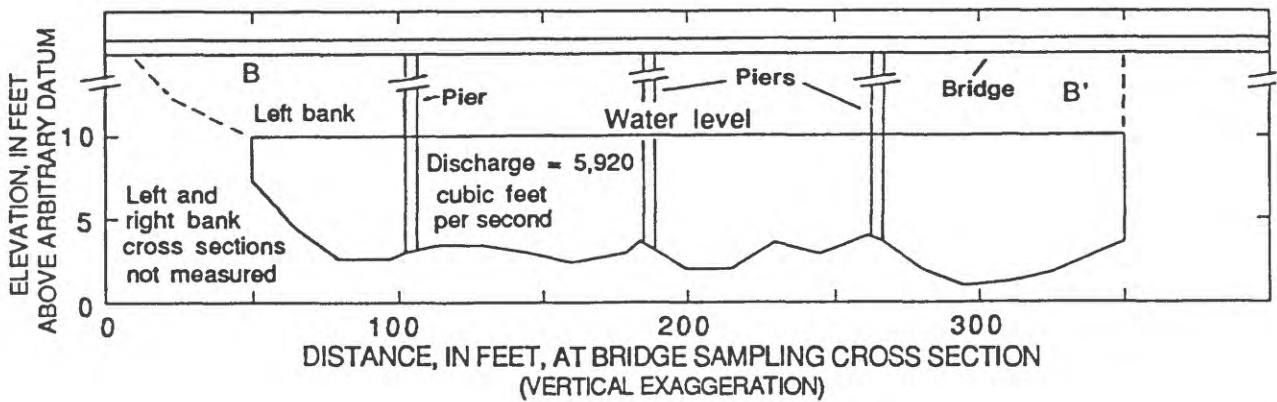 ELEVATION, IN FEET
ABOVE ARBITRARY DATUM
10
5
0
B
Left bank
Pier
Piers
Bridge
B'
Water level
Discharge = 5,920
cubic feet
per second
Left and
right bank
cross sections
not measured
0
100
200
300
DISTANCE, IN FEET, AT BRIDGE SAMPLING CROSS SECTION
(VERTICAL EXAGGERATION)